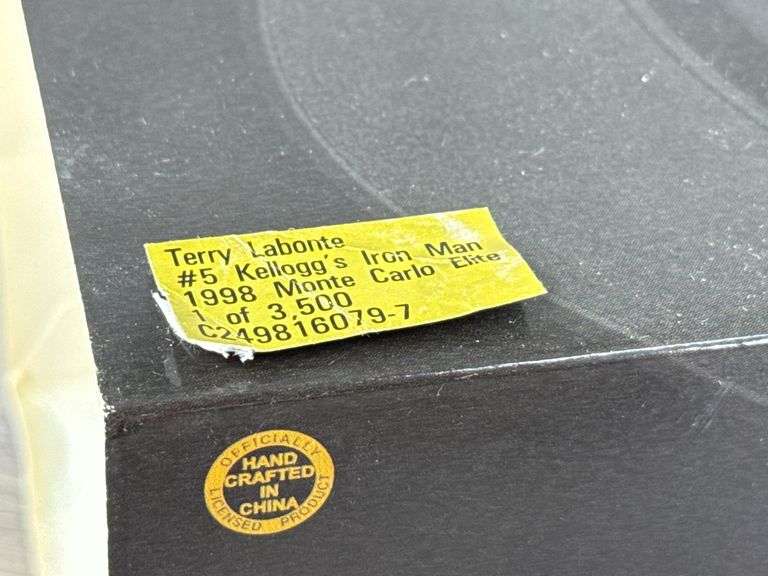 Terry Labonte
#5 Kellogg's Iron Man
1998 Monte Carlo Elite
1 of 3,500
C249816079-7
OFFICIALLY
HAND
CRAFTED
IN
CHINA
LICENSED PRODUCT